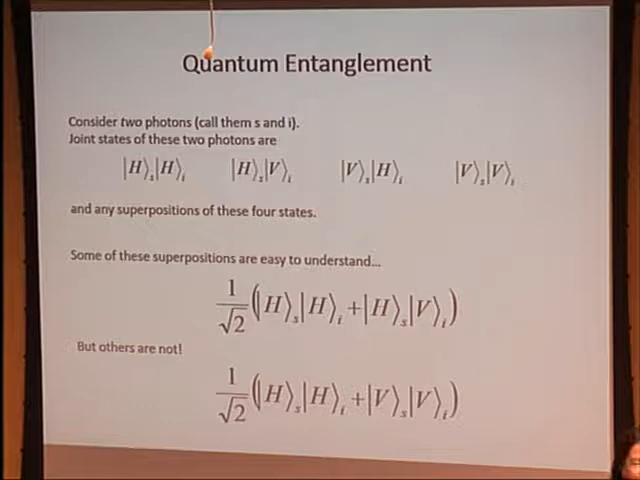 Quantum Entanglement
Consider two photons (call them s and i).
Joint states of these two photons are
|H⟩ₛ|H⟩ᵢ |H⟩ₛ|V⟩ᵢ |V⟩ₛ|H⟩ᵢ |V⟩ₛ|V⟩ᵢ
and any superpositions of these four states.
Some of these superpositions are easy to understand...
1/√2 (|H⟩ₛ|H⟩ᵢ+|H⟩ₛ|V⟩ᵢ)
But others are not!
1/√2 (|H⟩ₛ|H⟩ᵢ+|V⟩ₛ|V⟩ᵢ)